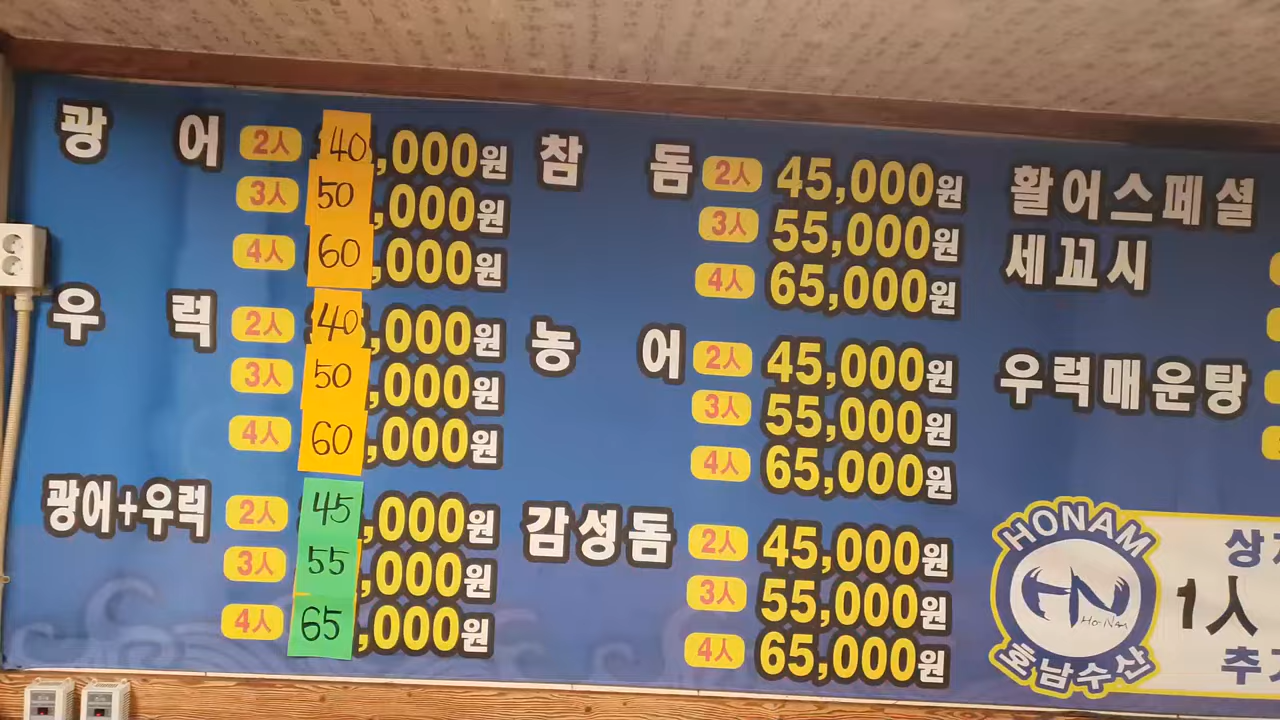 광어 2人 40,000원
3人 50,000원
4人 60,000원
우럭 2人 40,000원
3人 50,000원
4人 60,000원
광어+우럭 2人 45,000원
3人 55,000원
4人 65,000원
참돔 2人 45,000원
3人 55,000원
4人 65,000원
농어 2人 45,000원
3人 55,000원
4人 65,000원
감성돔 2人 45,000원
3人 55,000원
4人 65,000원
활어스페셜
세꼬시
우럭매운탕
HONAM
HN
HoNAM
호남수산
상
1人
추